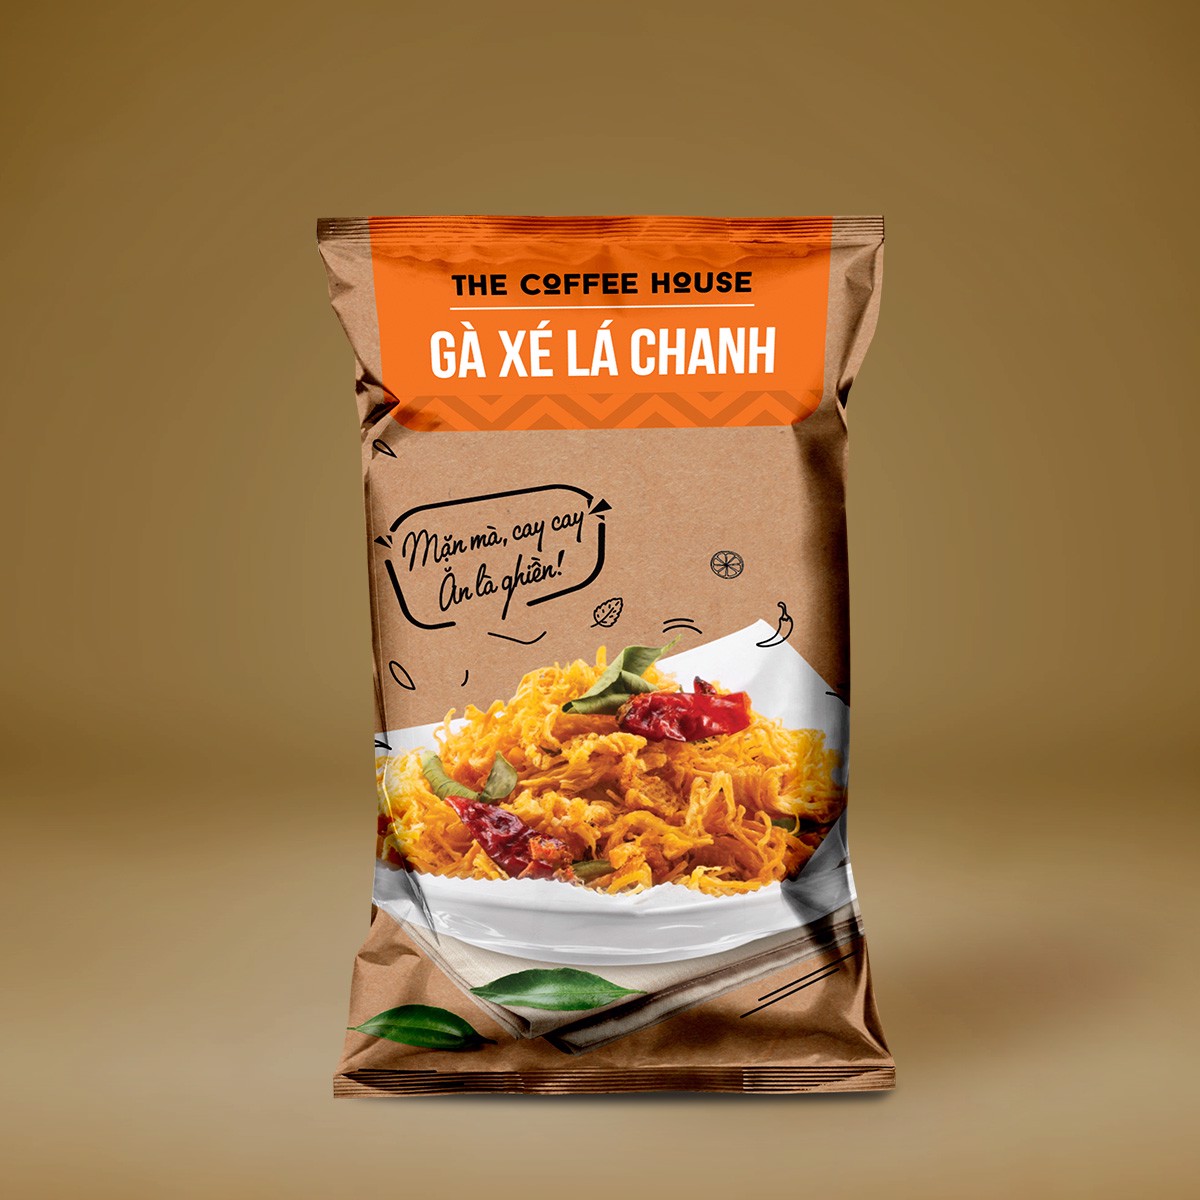 THE COFFEE HOUSE
GÀ XÉ LÁ CHANH
Mặn mà, cay cay
Ăn là ghiền!